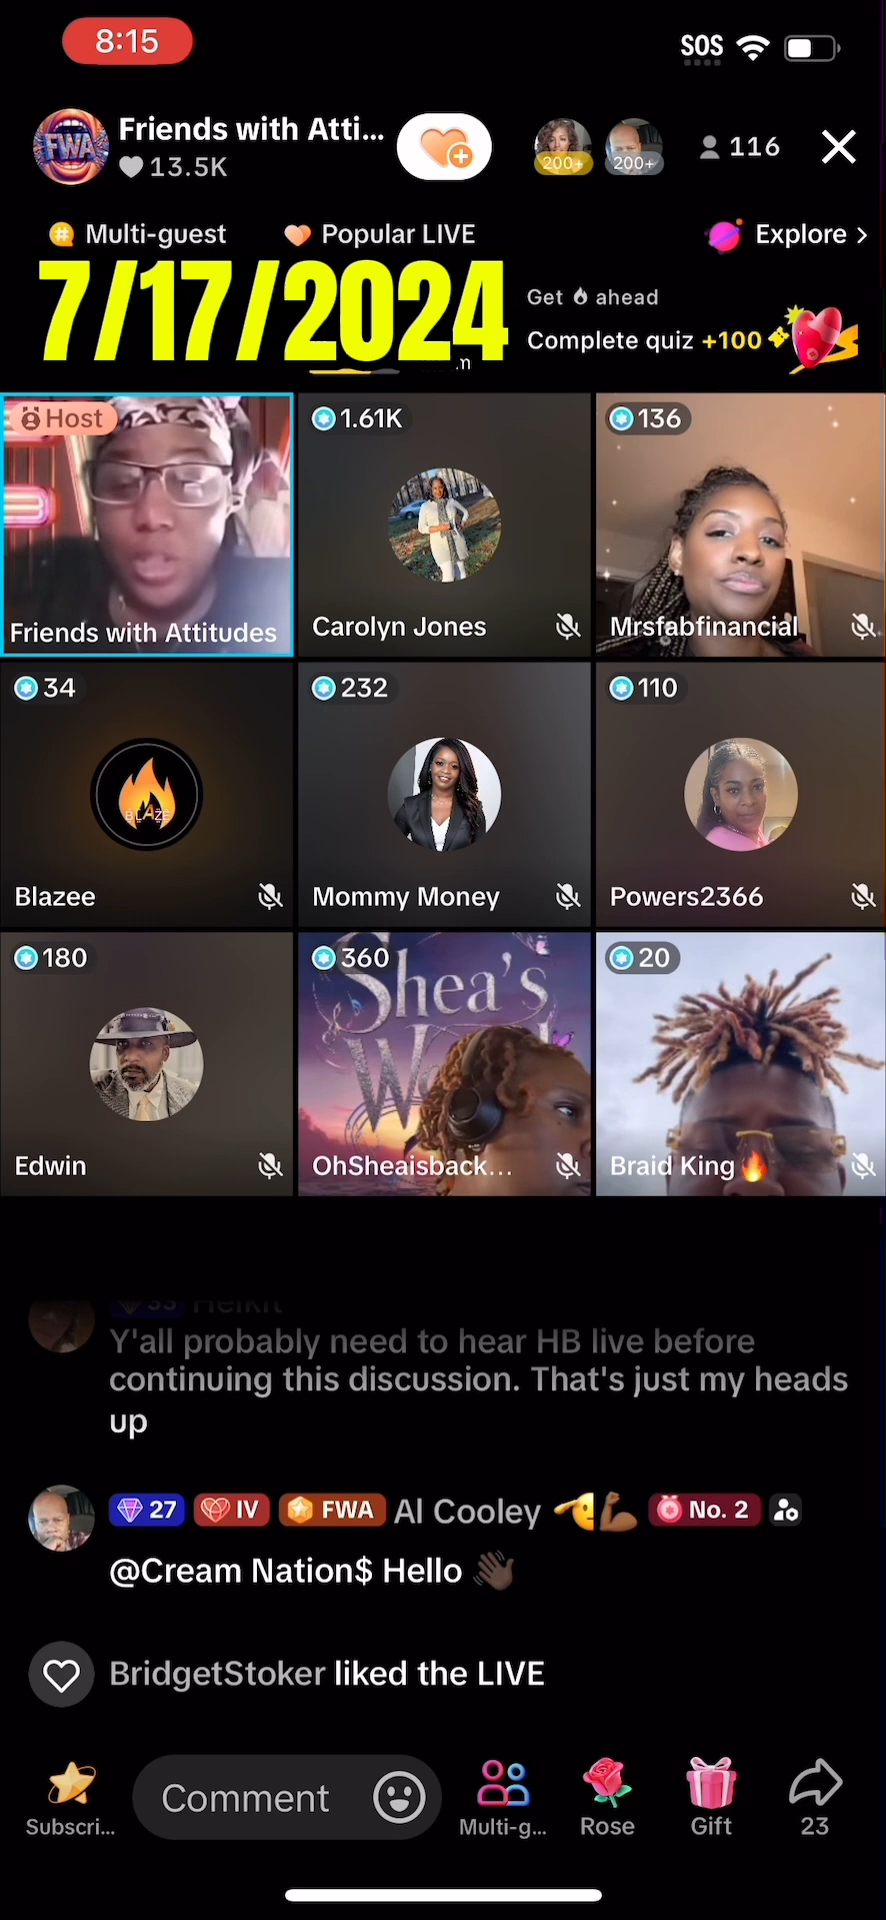 8:15
SOS
FWA
Friends with Atti...
13.5K
200+
200+
116
Multi-guest
Popular LIVE
Explore >
7/17/2024
Get ahead
Complete quiz +100
Host
Friends with Attitudes
1.61K
Carolyn Jones
136
Mrsfabfinancial
34
BLAZE
Blazee
232
Mommy Money
110
Powers2366
180
Edwin
360
Shea's
OhSheaisback...
20
Braid King🔥
33
Y'all probably need to hear HB live before
continuing this discussion. That's just my heads
up
27 IV FWA Al Cooley 🫡💪🏾 No. 2
@Cream Nation$ Hello 👋🏿
BridgetStoker liked the LIVE
Subscri...
Comment
Multi-g...
Rose
Gift
23